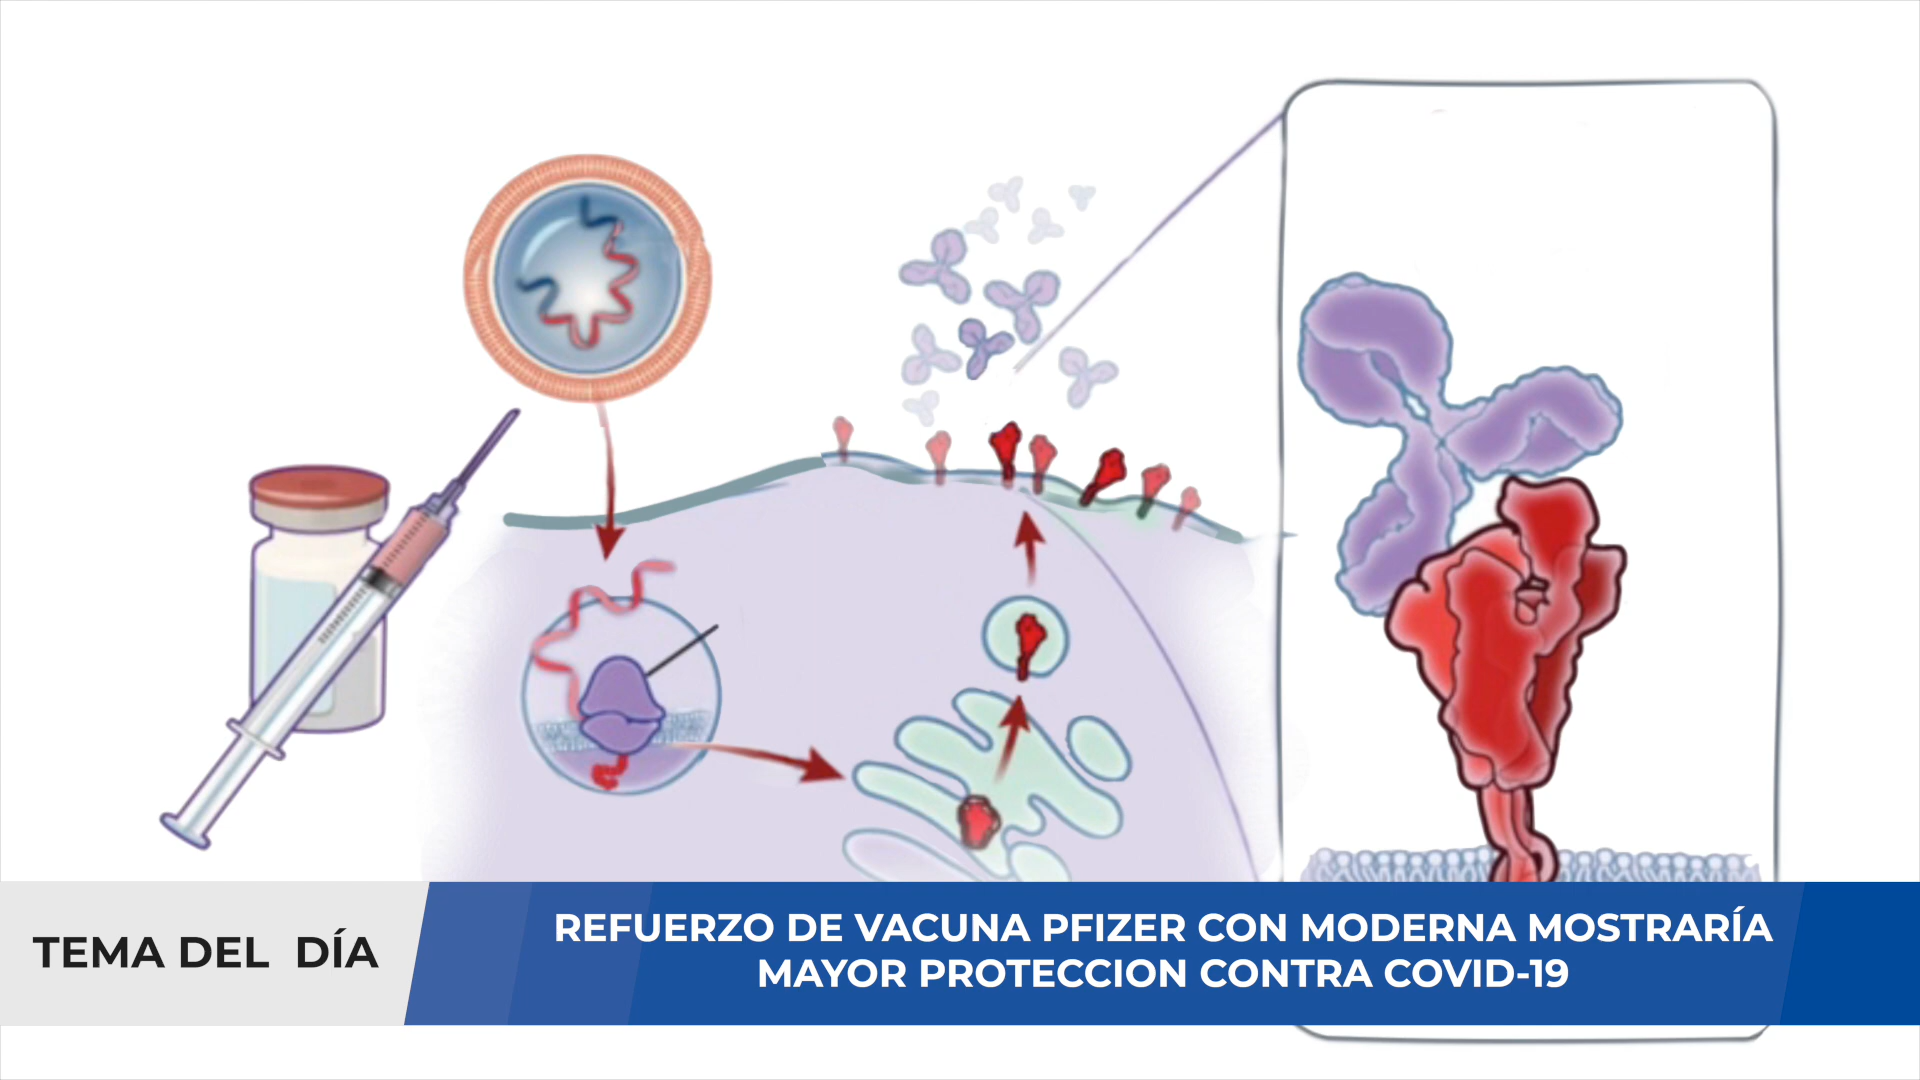 TEMA DEL DÍA
REFUERZO DE VACUNA PFIZER CON MODERNA MOSTRARÍA
MAYOR PROTECCION CONTRA COVID-19